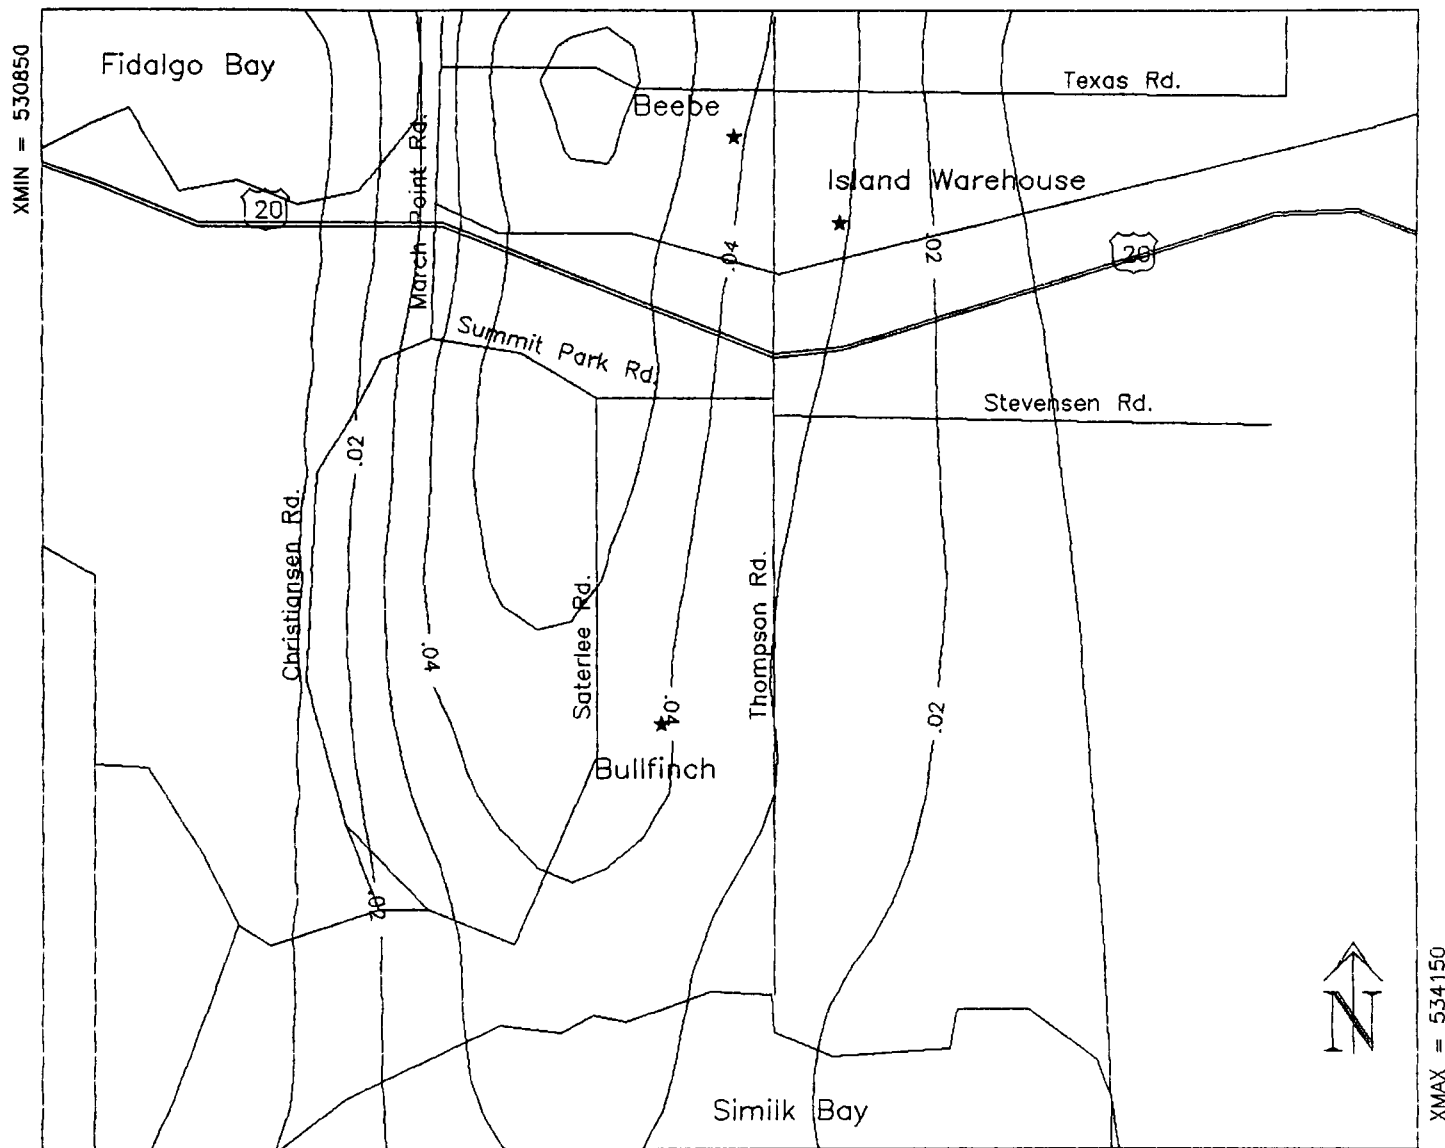 XMIN = 530850
Fidalgo Bay
Texas Rd.
Beebe
March Point Rd.
Island Warehouse
20
.04
.02
20
Summit Park Rd.
Stevensen Rd.
.02
Christiansen Rd.
Saterlee Rd.
Thompson Rd.
.04
.04
.02
Bullfinch
.02
N
XMAX = 534150
Similk Bay